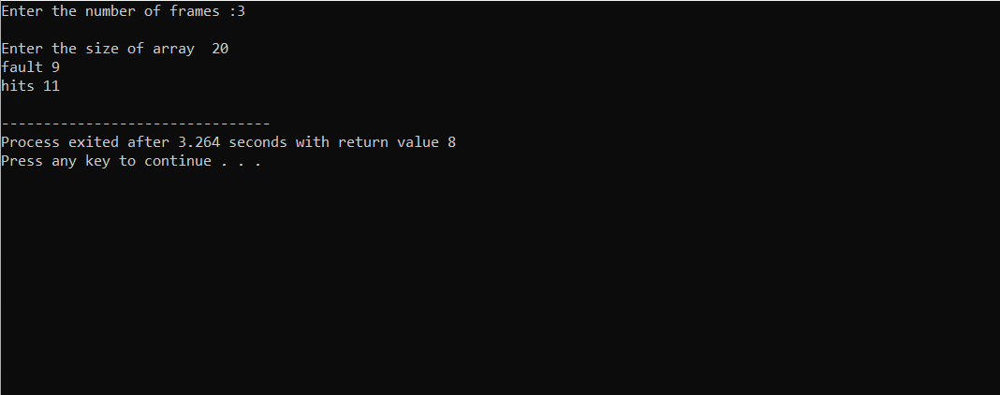 Enter the number of frames :3
Enter the size of array  20
fault 9
hits 11
--------------------------------
Process exited after 3.264 seconds with return value 8
Press any key to continue . . .